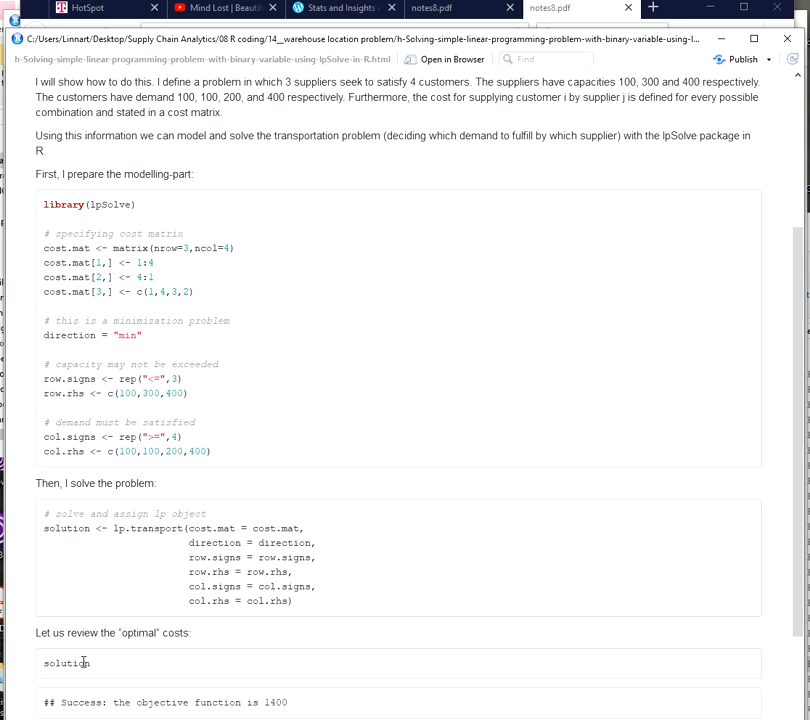 HotSpot
Mind Lost | Beautif
Stats and Insights
notes8.pdf
notes8.pdf
C:/Users/Linnart/Desktop/Supply Chain Analytics/08 R coding/14__warehouse location problem/h-Solving-simple-linear-programming-problem-with-binary-variable-using-l...
h-Solving-simple-linear-programming-problem-with-binary-variable-using-lpSolve-in-R.html
Open in Browser
Find
Publish
I will show how to do this. I define a problem in which 3 suppliers seek to satisfy 4 customers. The suppliers have capacities 100, 300 and 400 respectively.
The customers have demand 100, 100, 200, and 400 respectively. Furthermore, the cost for supplying customer i by supplier j is defined for every possible
combination and stated in a cost matrix.
Using this information we can model and solve the transportation problem (deciding which demand to fulfill by which supplier) with the lpSolve package in
R.
First, I prepare the modelling-part:
library(lpSolve)
# specifying cost matrix
cost.mat <- matrix(nrow=3,ncol=4)
cost.mat[1,] <- 1:4
cost.mat[2,] <- 4:1
cost.mat[3,] <- c(1,4,3,2)
# this is a minimization problem
direction = "min"
# capacity may not be exceeded
row.signs <- rep("<=",3)
row.rhs <- c(100,300,400)
# demand must be satisfied
col.signs <- rep(">=",4)
col.rhs <- c(100,100,200,400)
Then, I solve the problem:
# solve and assign lp object
solution <- lp.transport(cost.mat = cost.mat,
direction = direction,
row.signs = row.signs,
row.rhs = row.rhs,
col.signs = col.signs,
col.rhs = col.rhs)
Let us review the "optimal" costs:
solution
## Success: the objective function is 1400